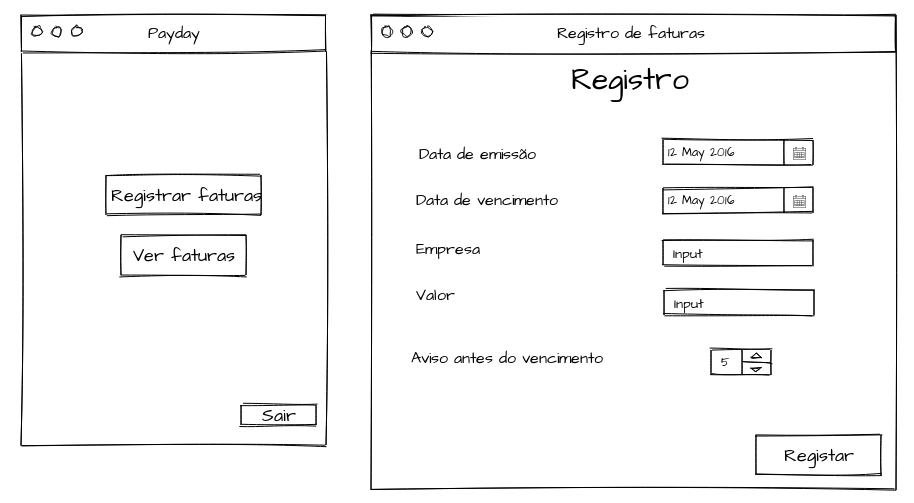 Payday
Registrar faturas
Ver faturas
Sair
Registro de faturas
Registro
Data de emissão
12 May 2016
Data de vencimento
12 May 2016
Empresa
Input
Valor
Input
Aviso antes do vencimento
5
Registar